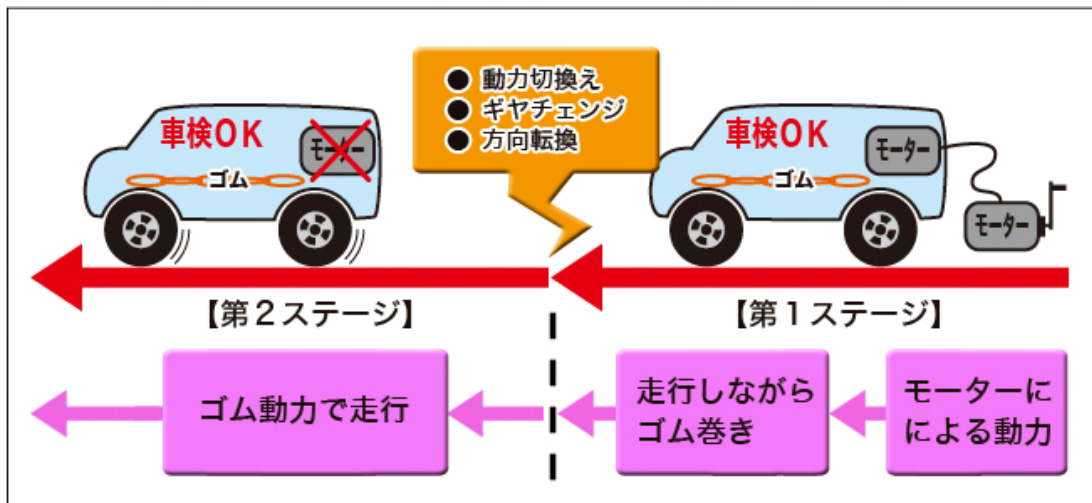 ● 動力切換え
● ギヤチェンジ
● 方向転換
車検OK
モーター
ゴム
車検OK
モーター
ゴム
モーター
【第2ステージ】
【第1ステージ】
ゴム動力で走行
走行しながら
ゴム巻き
モーターに
による動力